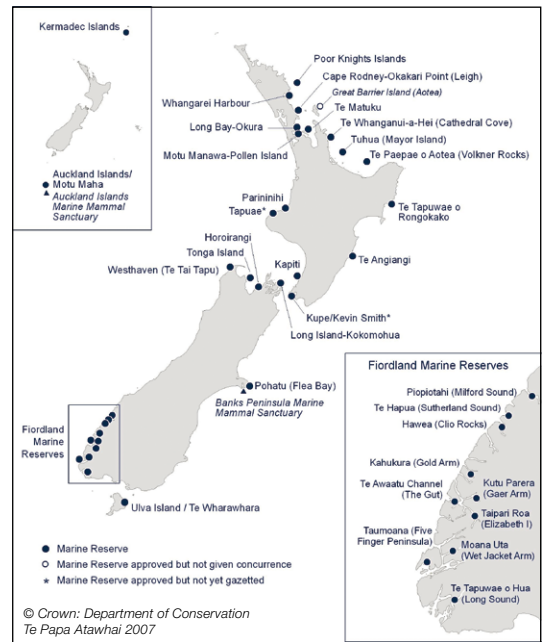 Kermadec Islands
Auckland Islands/
Motu Maha
Auckland Islands
Marine Mammal
Sanctuary
Poor Knights Islands
Cape Rodney-Okakari Point (Leigh)
Great Barrier Island (Aotea)
Whangarei Harbour
Te Matuku
Long Bay-Okura
Te Whanganui-a-Hei (Cathedral Cove)
Motu Manawa-Pollen Island
Tuhua (Mayor Island)
Te Paepae o Aotea (Volkner Rocks)
Parininihi
Tapuae*
Te Tapuwae o
Rongokako
Horoirangi
Tonga Island
Westhaven (Te Tai Tapu)
Kapiti
Te Angiangi
Kupe/Kevin Smith*
Long Island-Kokomohua
Pohatu (Flea Bay)
Banks Peninsula Marine
Mammal Sanctuary
Fiordland
Marine
Reserves
Ulva Island / Te Wharawhara
Marine Reserve
Marine Reserve approved but not given concurrence
* Marine Reserve approved but not yet gazetted
© Crown: Department of Conservation
Te Papa Atawhai 2007
Fiordland Marine Reserves
Piopiotahi (Milford Sound)
Te Hapua (Sutherland Sound)
Hawea (Clio Rocks)
Kahukura (Gold Arm)
Te Awaatu Channel
(The Gut)
Kutu Parera
(Gaer Arm)
Taipari Roa
(Elizabeth I)
Taumoana (Five
Finger Peninsula)
Moana Uta
(Wet Jacket Arm)
Te Tapuwae o Hua
(Long Sound)